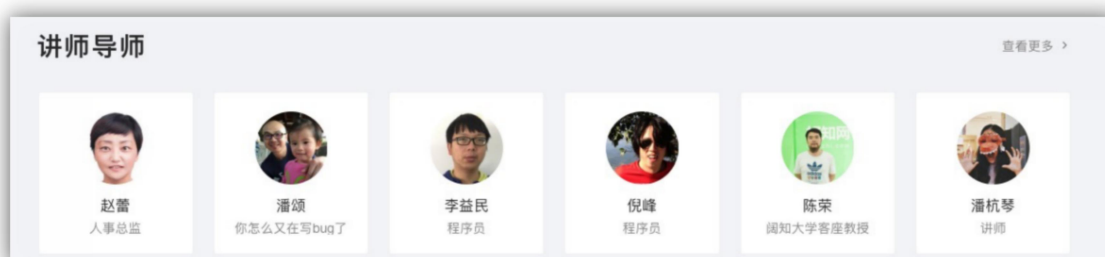 讲师导师
查看更多 >
赵蕾
人事总监
潘颂
你怎么又在写bug了
李益民
程序员
倪峰
程序员
陈荣
阔知大学客座教授
潘杭琴
讲师